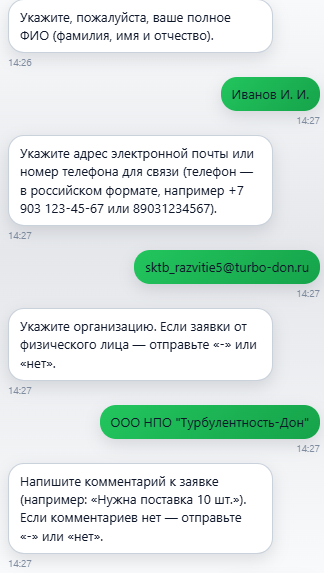 Укажите, пожалуйста, ваше полное
ФИО (фамилия, имя и отчество).
14:26
Иванов И. И.
14:27
Укажите адрес электронной почты или
номер телефона для связи (телефон —
в российском формате, например +7
903 123-45-67 или 89031234567).
14:27
sktb_razvitie5@turbo-don.ru
14:27
Укажите организацию. Если заявки от
физического лица — отправьте «-» или
«нет».
14:27
ООО НПО "Турбулентность-Дон"
14:27
Напишите комментарий к заявке
(например: «Нужна поставка 10 шт.»).
Если комментариев нет — отправьте
«-» или «нет».
14:27